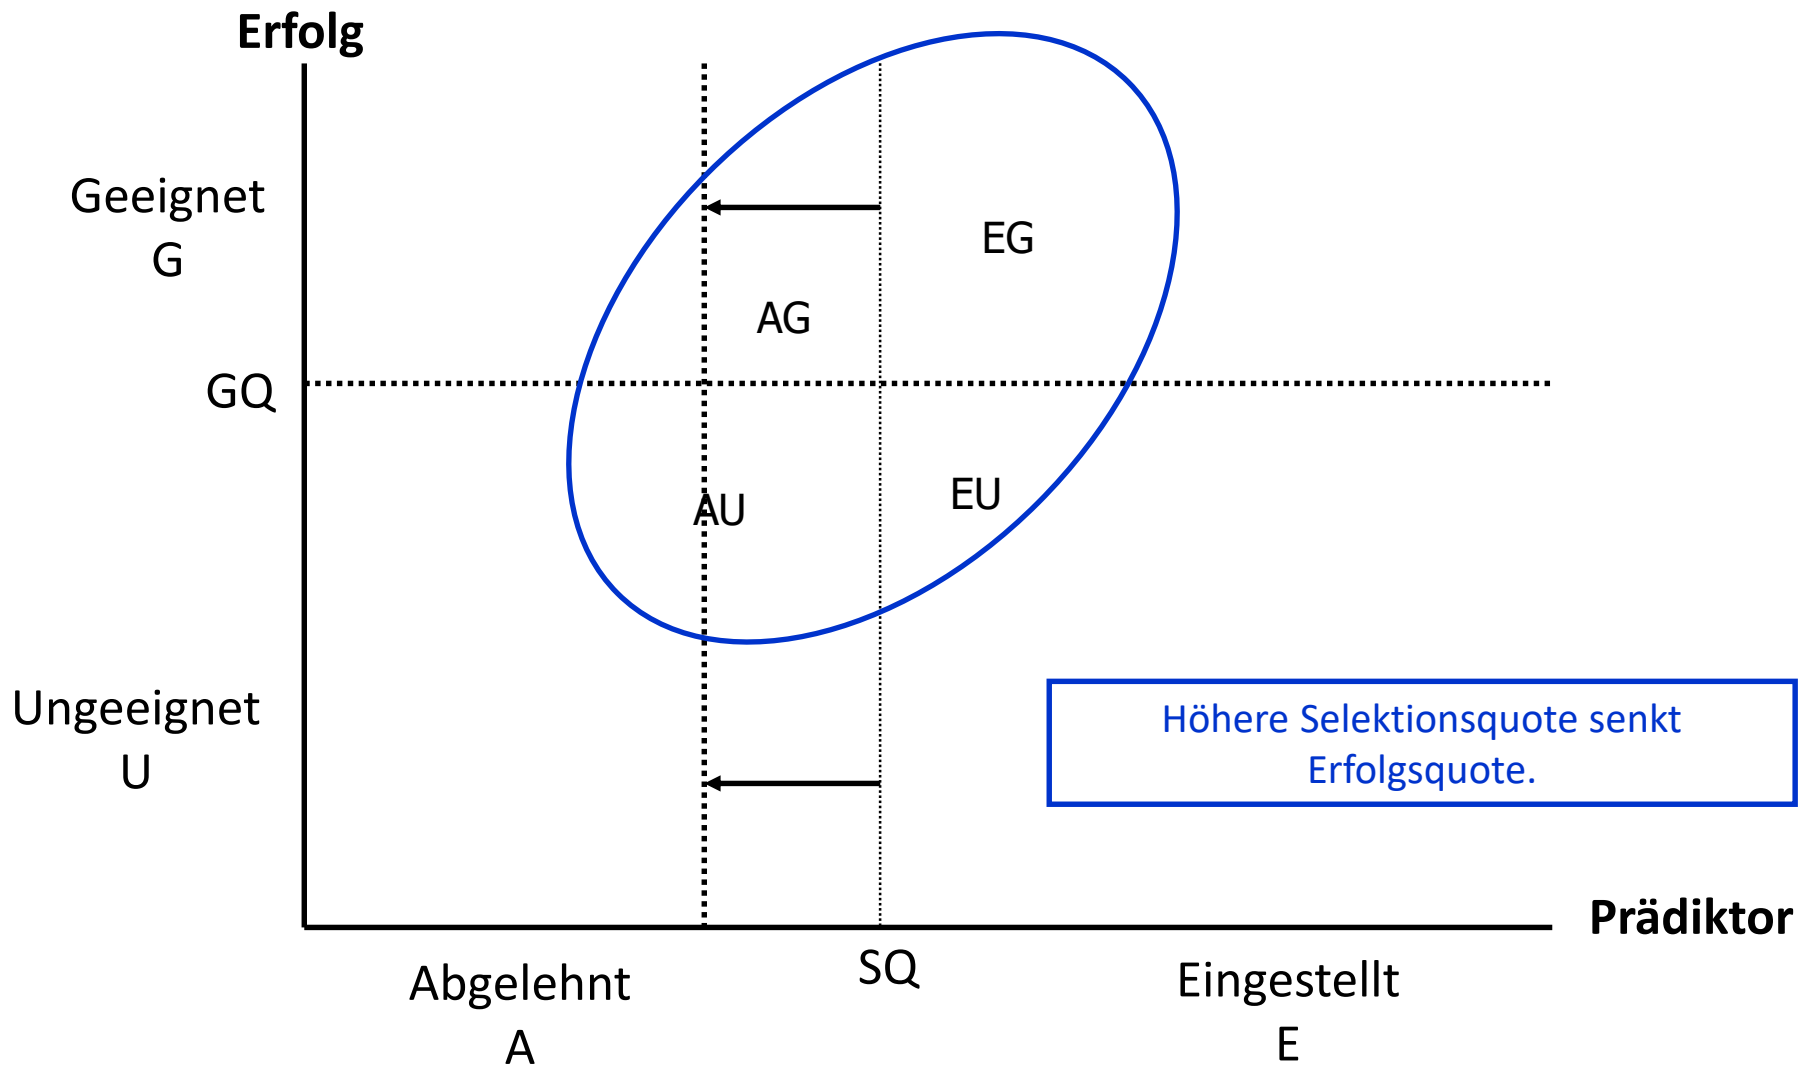 Erfolg
Geeignet
G
EG
AG
GQ
AU
EU
Ungeeignet
U
Höhere Selektionsquote senkt
Erfolgsquote.
Prädiktor
Abgelehnt
A
SQ
Eingestellt
E